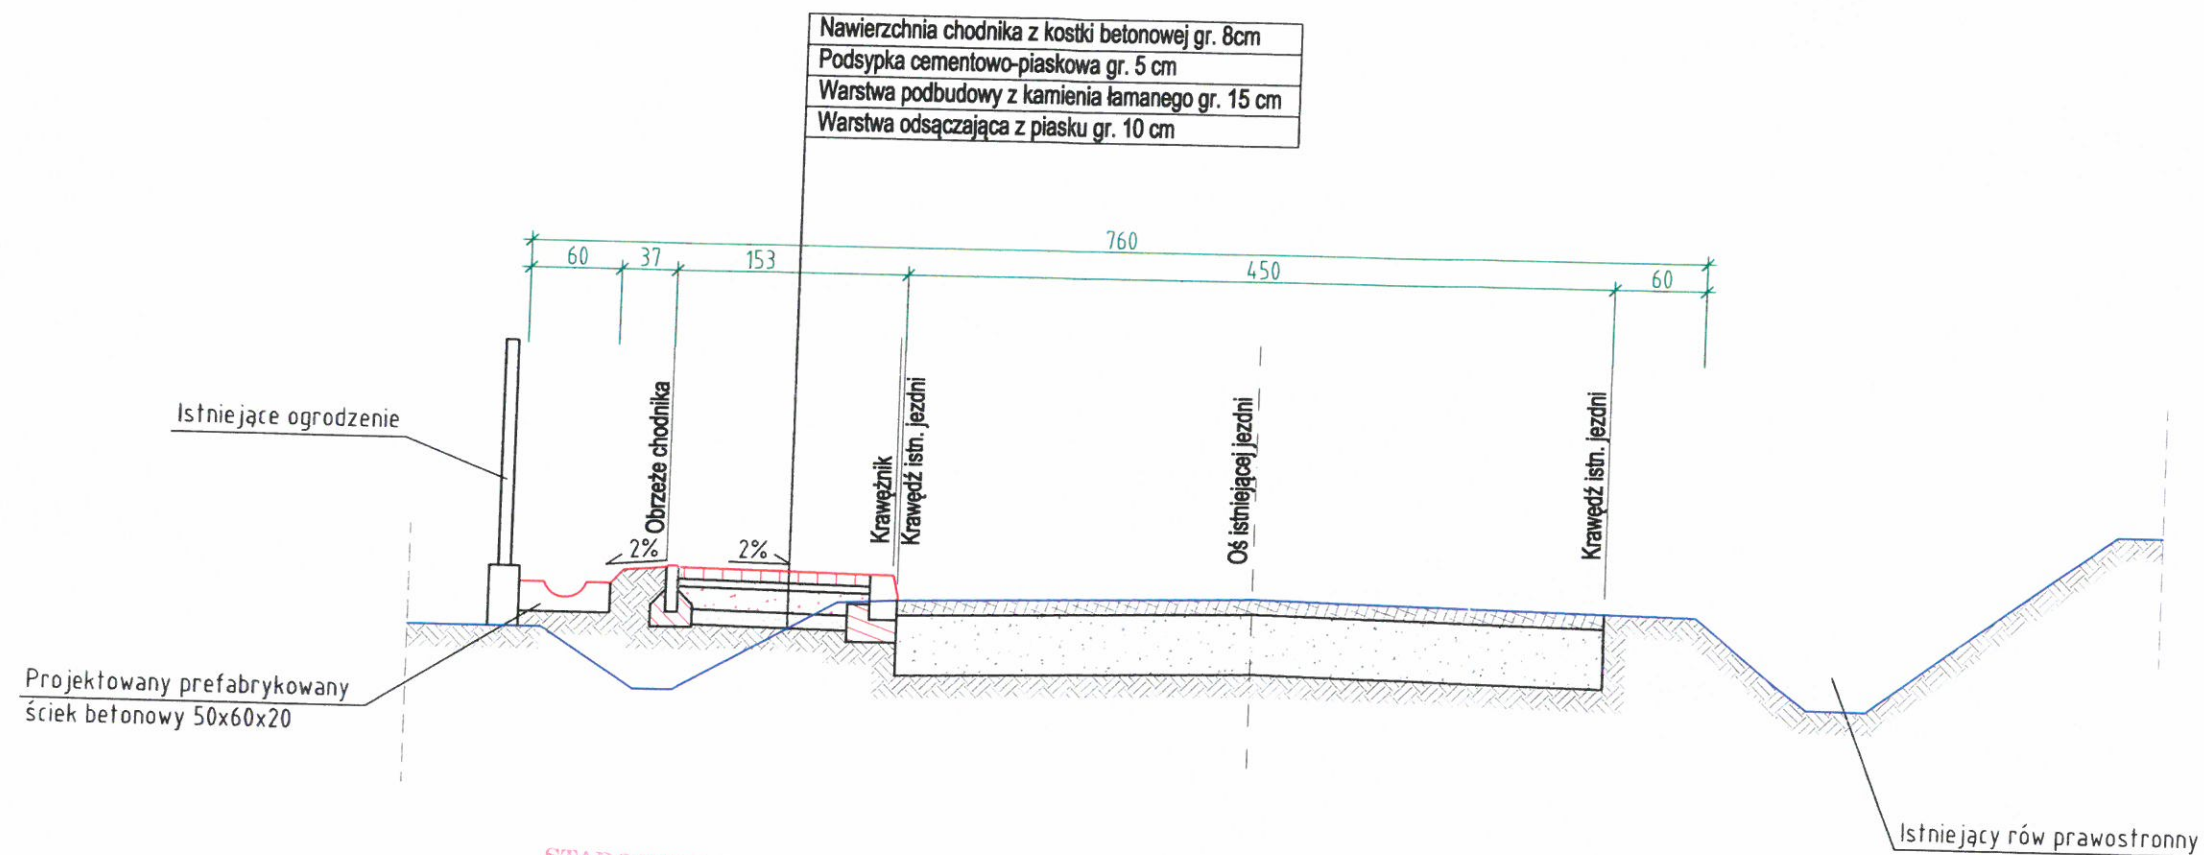 Nawierzchnia chodnika z kostki betonowej gr. 8cm
Podsypka cementowo-piaskowa gr. 5 cm
Warstwa podbudowy z kamienia łamanego gr. 15 cm
Warstwa odsączająca z piasku gr. 10 cm
760
60
37
153
450
60
Istniejące ogrodzenie
Obrzeże chodnika
Krawężnik
Krawędź istn. jezdni
Oś istniejącej jezdni
Krawędź istn. jezdni
2%
2%
Projektowany prefabrykowany
ściek betonowy 50x60x20
Istniejący rów prawostronny